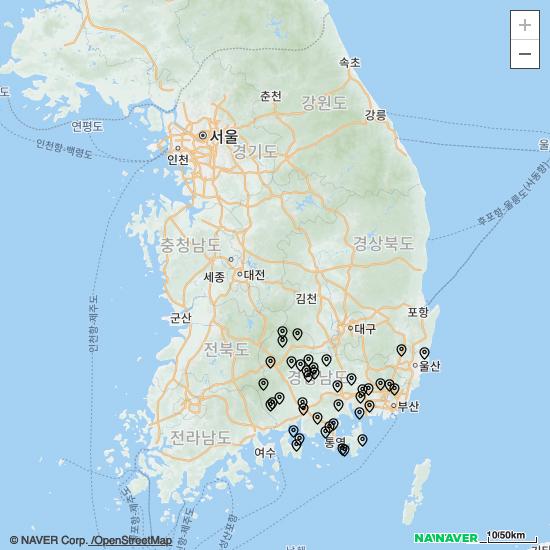 +
−
속초
춘천
강원도
강릉
도
연평도
서울
인천
경기도
인천항-백령도
울
후포항-울릉도(사동항)
충청남도
경상북도
세종
대전
김천
인천항-제주도
군산
포항
대구
전북도
울산
경상남도
부산
전라남도
통영
여수
10/50km
© NAVER Corp. /OpenStreetMap
NA!NAVER